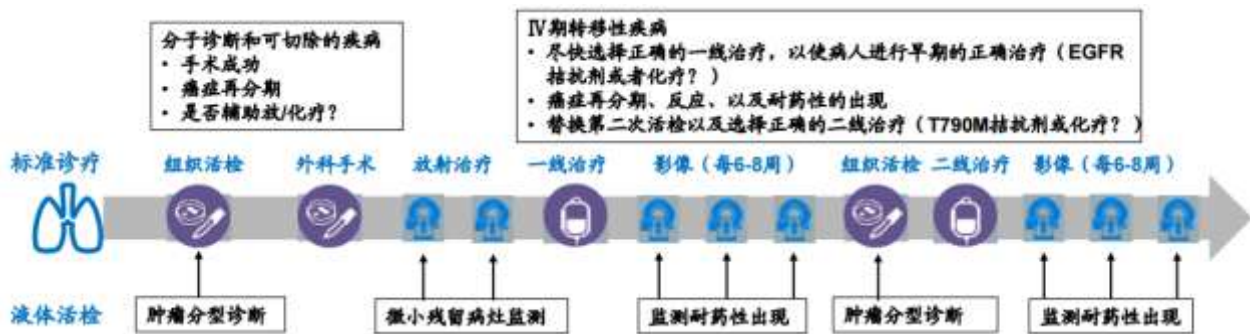 分子诊断和可切除的疾病
• 手术成功
• 癌症再分期
• 是否辅助放/化疗？
Ⅳ期转移性疾病
• 尽快选择正确的一线治疗，以使病人进行早期的正确治疗（EGFR
拮抗剂或者化疗？）
• 癌症再分期、反应、以及耐药性的出现
• 替换第二次活检以及选择正确的二线治疗（T790M拮抗剂或化疗？）
标准诊疗
组织活检
外科手术
放射治疗
一线治疗
影像（每6-8周）
组织活检
二线治疗
影像（每6-8周）
液体活检
肿瘤分型诊断
微小残留病灶监测
监测耐药性出现
肿瘤分型诊断
监测耐药性出现